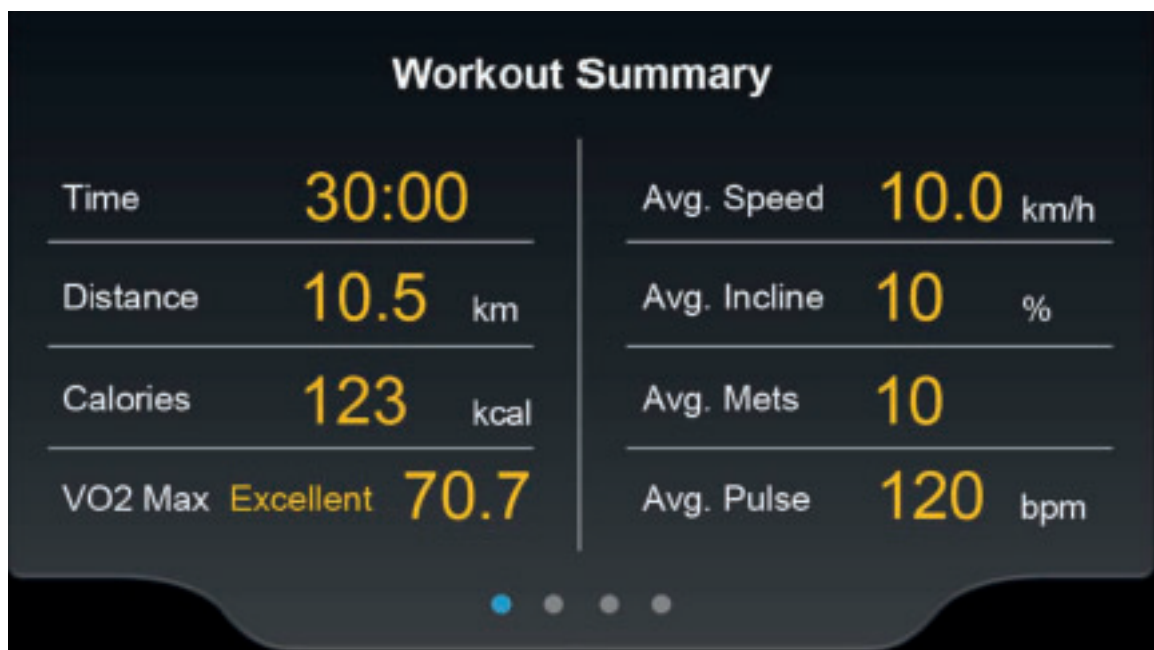 Workout Summary
Time 30:00
Distance 10.5 km
Calories 123 kcal
VO2 Max Excellent 70.7
Avg. Speed 10.0 km/h
Avg. Incline 10 %
Avg. Mets 10
Avg. Pulse 120 bpm